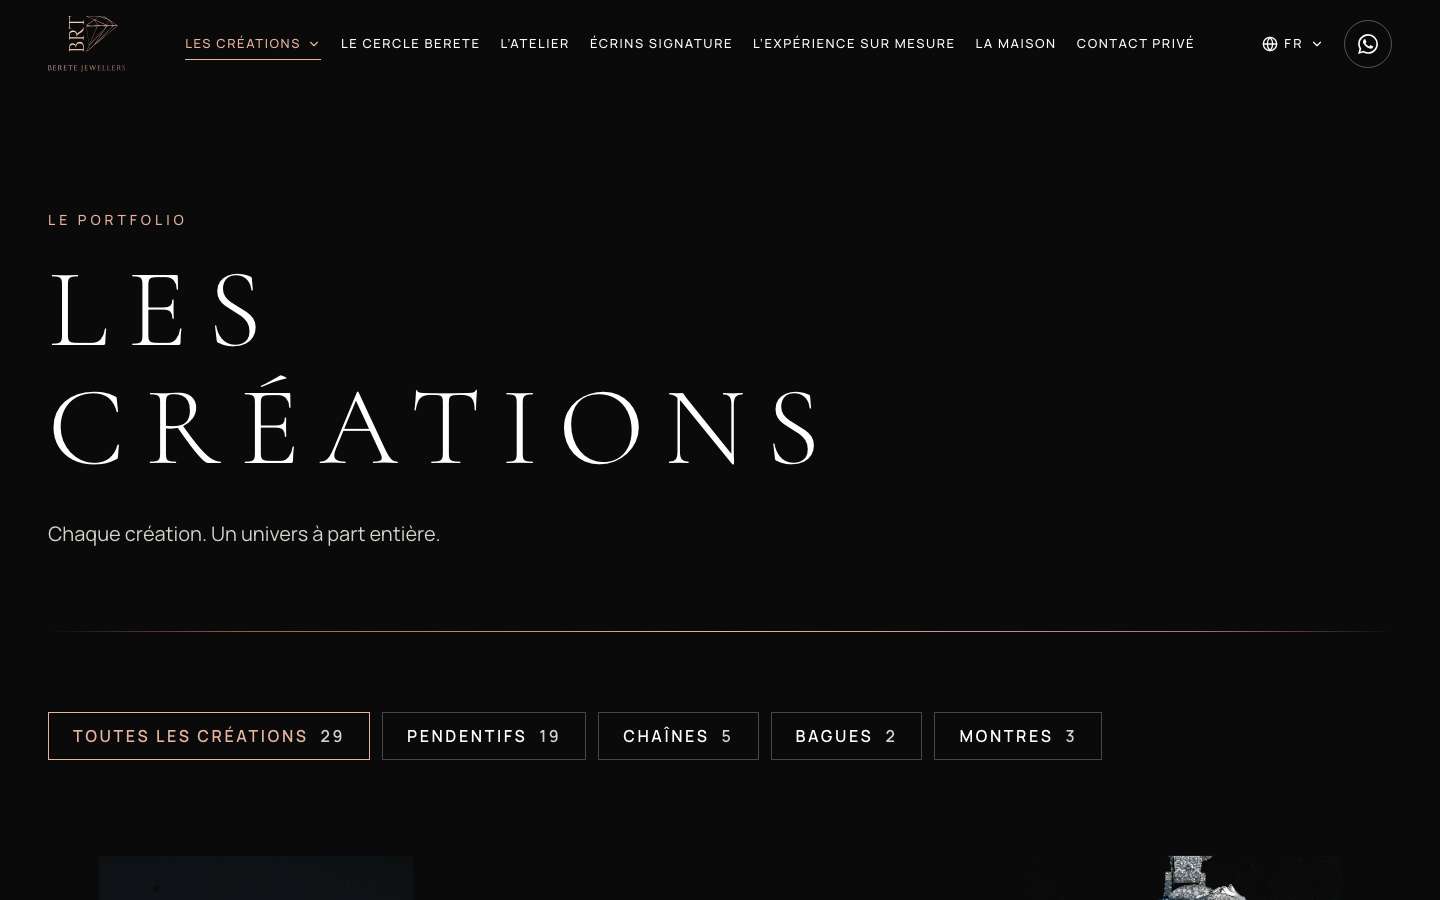 BRT
BERETE JEWELLERS
LES CRÉATIONS
LE CERCLE BERETE
L'ATELIER
ÉCRINS SIGNATURE
L'EXPÉRIENCE SUR MESURE
LA MAISON
CONTACT PRIVÉ
FR
LE PORTFOLIO
LES
CRÉATIONS
Chaque création. Un univers à part entière.
TOUTES LES CRÉATIONS 29
PENDENTIFS 19
CHAÎNES 5
BAGUES 2
MONTRES 3